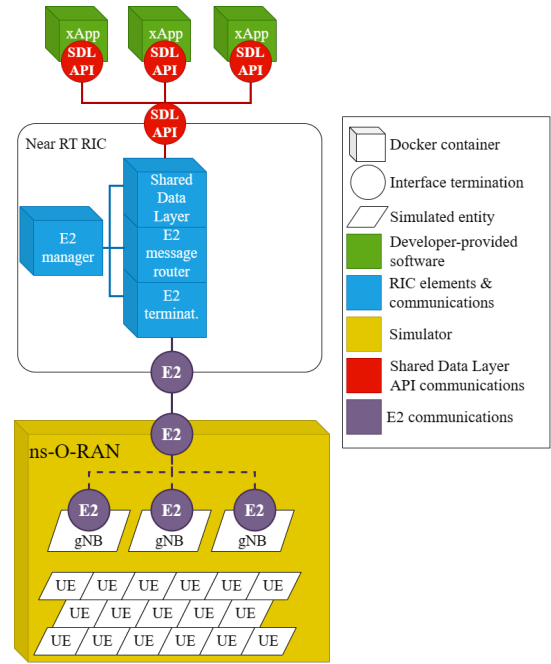 xApp xApp xApp
SDL API SDL API SDL API
SDL API
Near RT RIC
Shared
Data
Layer
E2
manager
E2
message
router
E2
terminat.
E2
E2
ns-O-RAN
E2 E2 E2
gNB gNB gNB
UE UE UE UE UE UE
UE UE UE UE UE
UE UE UE UE UE UE
Docker container
Interface termination
Simulated entity
Developer-provided
software
RIC elements &
communications
Simulator
Shared Data Layer
API communications
E2 communications